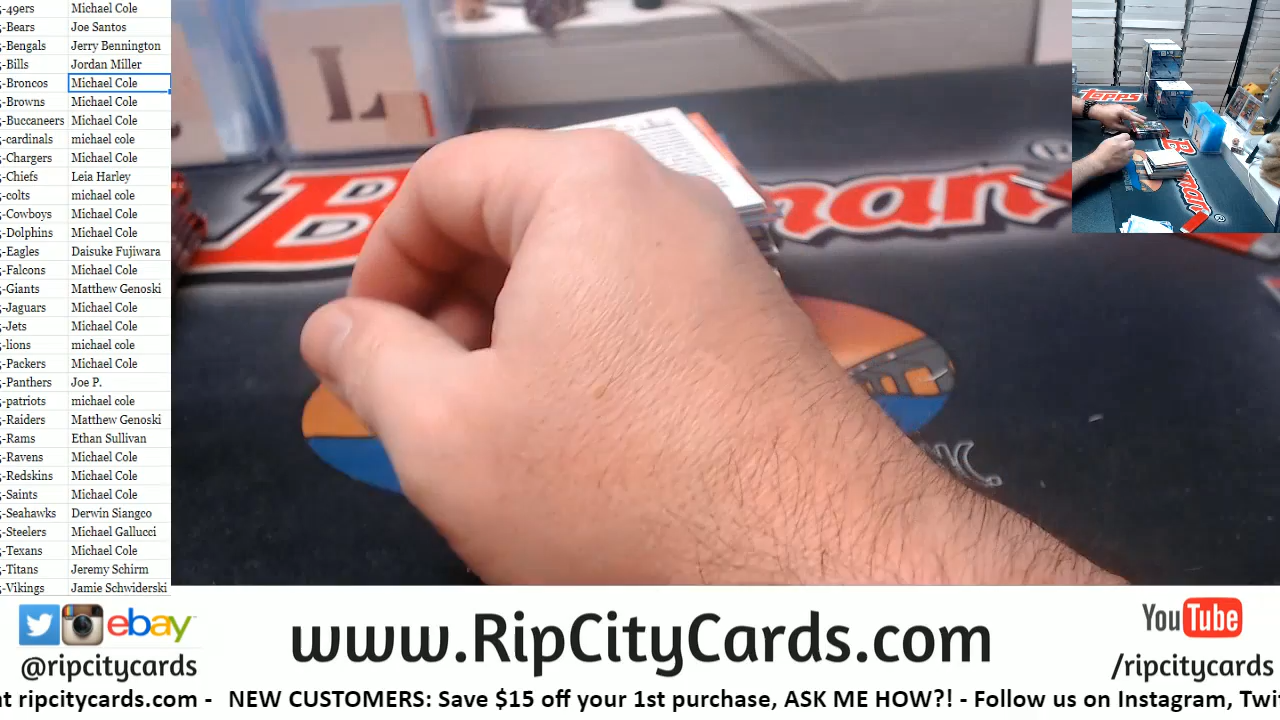 -49ers Michael Cole
-Bears Joe Santos
-Bengals Jerry Bennington
-Bills Jordan Miller
-Broncos Michael Cole
-Browns Michael Cole
-Buccaneers Michael Cole
-cardinals michael cole
-Chargers Michael Cole
-Chiefs Leia Harley
-colts michael cole
-Cowboys Michael Cole
-Dolphins Michael Cole
-Eagles Daisuke Fujiwara
-Falcons Michael Cole
-Giants Matthew Genoski
-Jaguars Michael Cole
-Jets Michael Cole
-lions michael cole
-Packers Michael Cole
-Panthers Joe P.
-patriots michael cole
-Raiders Matthew Genoski
-Rams Ethan Sullivan
-Ravens Michael Cole
-Redskins Michael Cole
-Saints Michael Cole
-Seahawks Derwin Siangco
-Steelers Michael Gallucci
-Texans Michael Cole
-Titans Jeremy Schirm
-Vikings Jamie Schwiderski
L
B man
Topps
B man
ebay
@ripcitycards
www.RipCityCards.com
YouTube
/ripcitycards
at ripcitycards.com - NEW CUSTOMERS: Save $15 off your 1st purchase, ASK ME HOW?! - Follow us on Instagram, Twi